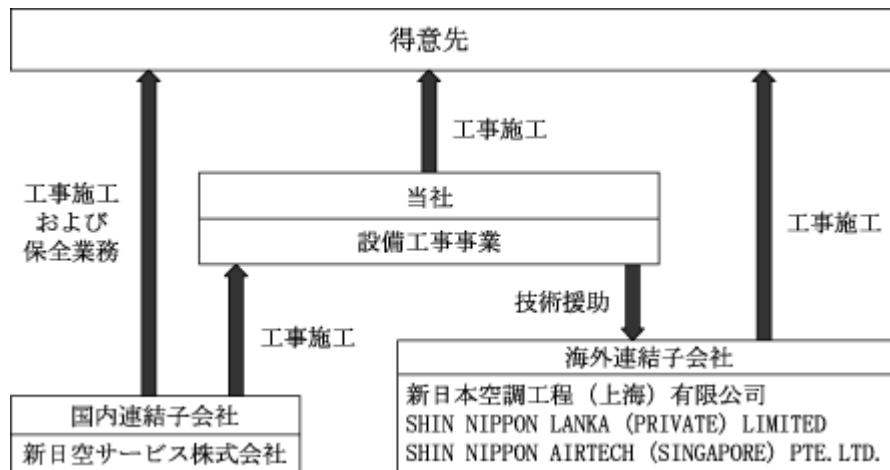 得意先
工事施工
工事施工
および
保全業務
当社
設備工事事業
工事施工
技術援助
工事施工
海外連結子会社
新日本空調工程（上海）有限公司
SHIN NIPPON LANKA (PRIVATE) LIMITED
SHIN NIPPON AIRTECH (SINGAPORE) PTE.LTD.
国内連結子会社
新日空サービス株式会社